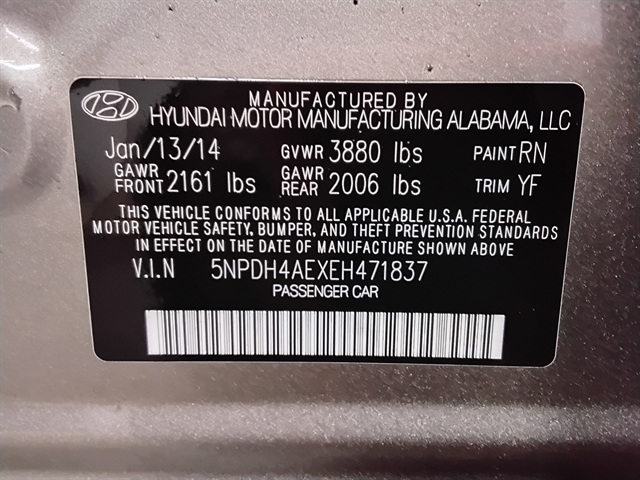 MANUFACTURED BY
HYUNDAI MOTOR MANUFACTURING ALABAMA, LLC
Jan/13/14 GVWR 3880 lbs PAINT RN
GAWR FRONT 2161 lbs GAWR REAR 2006 lbs TRIM YF
THIS VEHICLE CONFORMS TO ALL APPLICABLE U.S.A. FEDERAL
MOTOR VEHICLE SAFETY, BUMPER, AND THEFT PREVENTION STANDARDS
IN EFFECT ON THE DATE OF MANUFACTURE SHOWN ABOVE
V.I.N 5NPDH4AEXEH471837
PASSENGER CAR